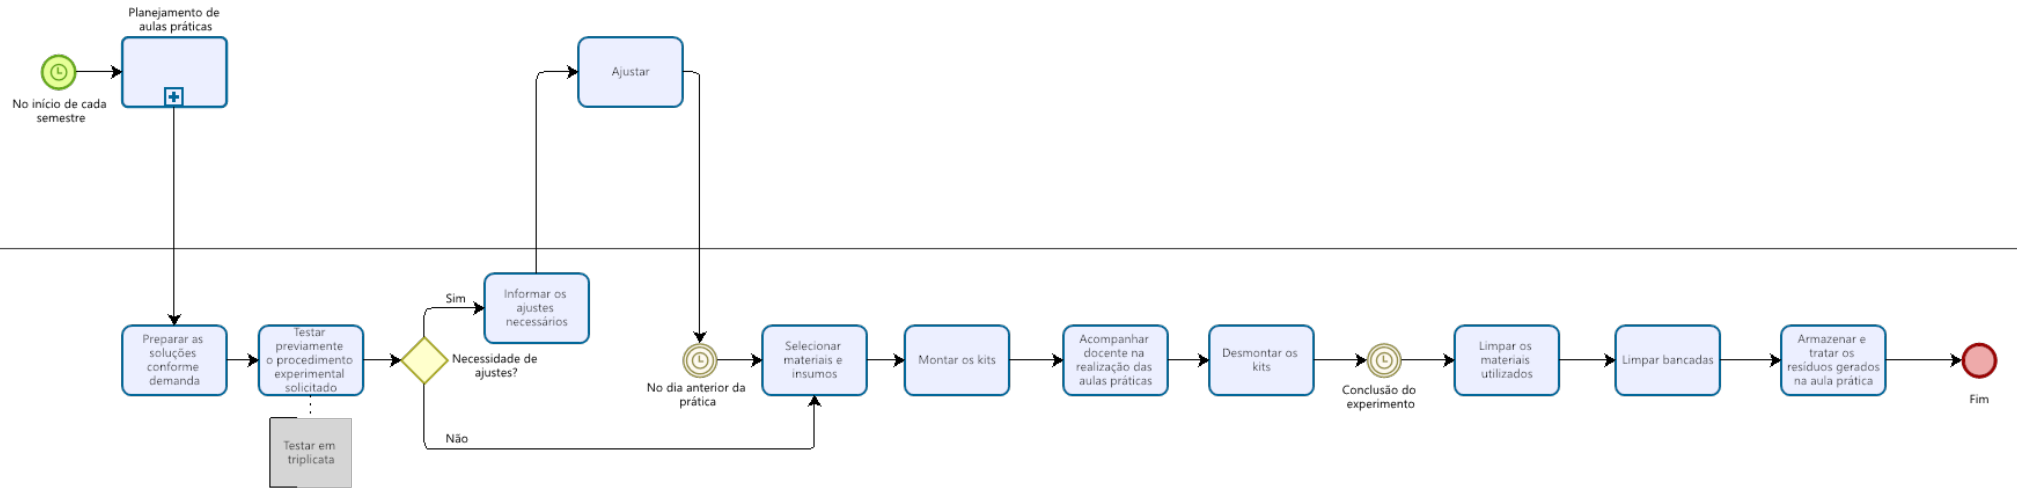 Planejamento de
aulas práticas
No início de cada
semestre
Ajustar
Preparar as
soluções
conforme
demanda
Testar
previamente
o procedimento
experimental
solicitado
Testar em
triplicata
Sim
Necessidade de
ajustes?
Não
Informar os
ajustes
necessários
No dia anterior da
prática
Selecionar
materiais e
insumos
Montar os kits
Acompanhar
docente na
realização das
aulas práticas
Desmontar os
kits
Conclusão do
experimento
Limpar os
materiais
utilizados
Limpar bancadas
Armazenar e
tratar os
resíduos gerados
na aula prática
Fim